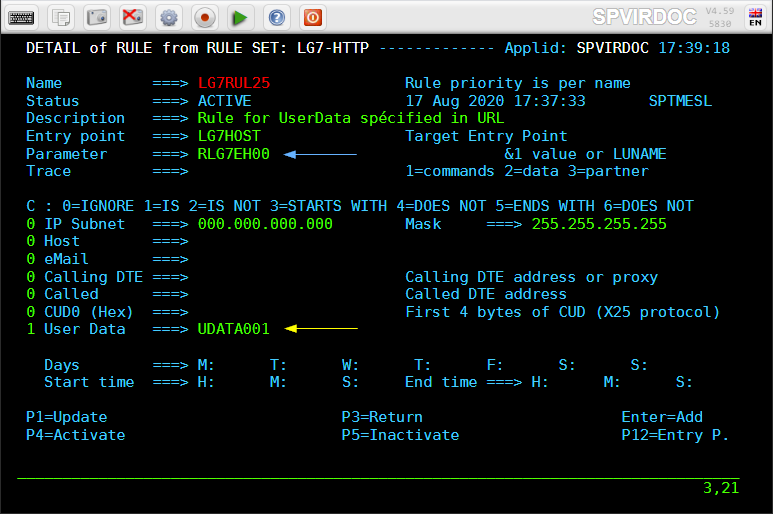 SPVIRDOC V4.59 5830 EN
DETAIL of RULE from RULE SET: LG7-HTTP ------------- Applid: SPVIRDOC 17:39:18
Name ===> LG7RUL25 Rule priority is per name
Status ===> ACTIVE 17 Aug 2020 17:37:33 SPTMESL
Description ===> Rule for UserData spécified in URL
Entry point ===> LG7HOST Target Entry Point
Parameter ===> RLG7EH00 &1 value or LUNAME
Trace ===> 1=commands 2=data 3=partner
C : 0=IGNORE 1=IS 2=IS NOT 3=STARTS WITH 4=DOES NOT 5=ENDS WITH 6=DOES NOT
0 IP Subnet ===> 000.000.000.000 Mask ===> 255.255.255.255
0 Host ===>
0 eMail ===>
0 Calling DTE ===> Calling DTE address or proxy
0 Called ===> Called DTE address
0 CUD0 (Hex) ===> First 4 bytes of CUD (X25 protocol)
1 User Data ===> UDATA001
Days ===> M: T: W: T: F: S: S:
Start time ===> H: M: S: End time ===> H: M: S:
P1=Update P3=Return Enter=Add
P4=Activate P5=Inactivate P12=Entry P.
3,21